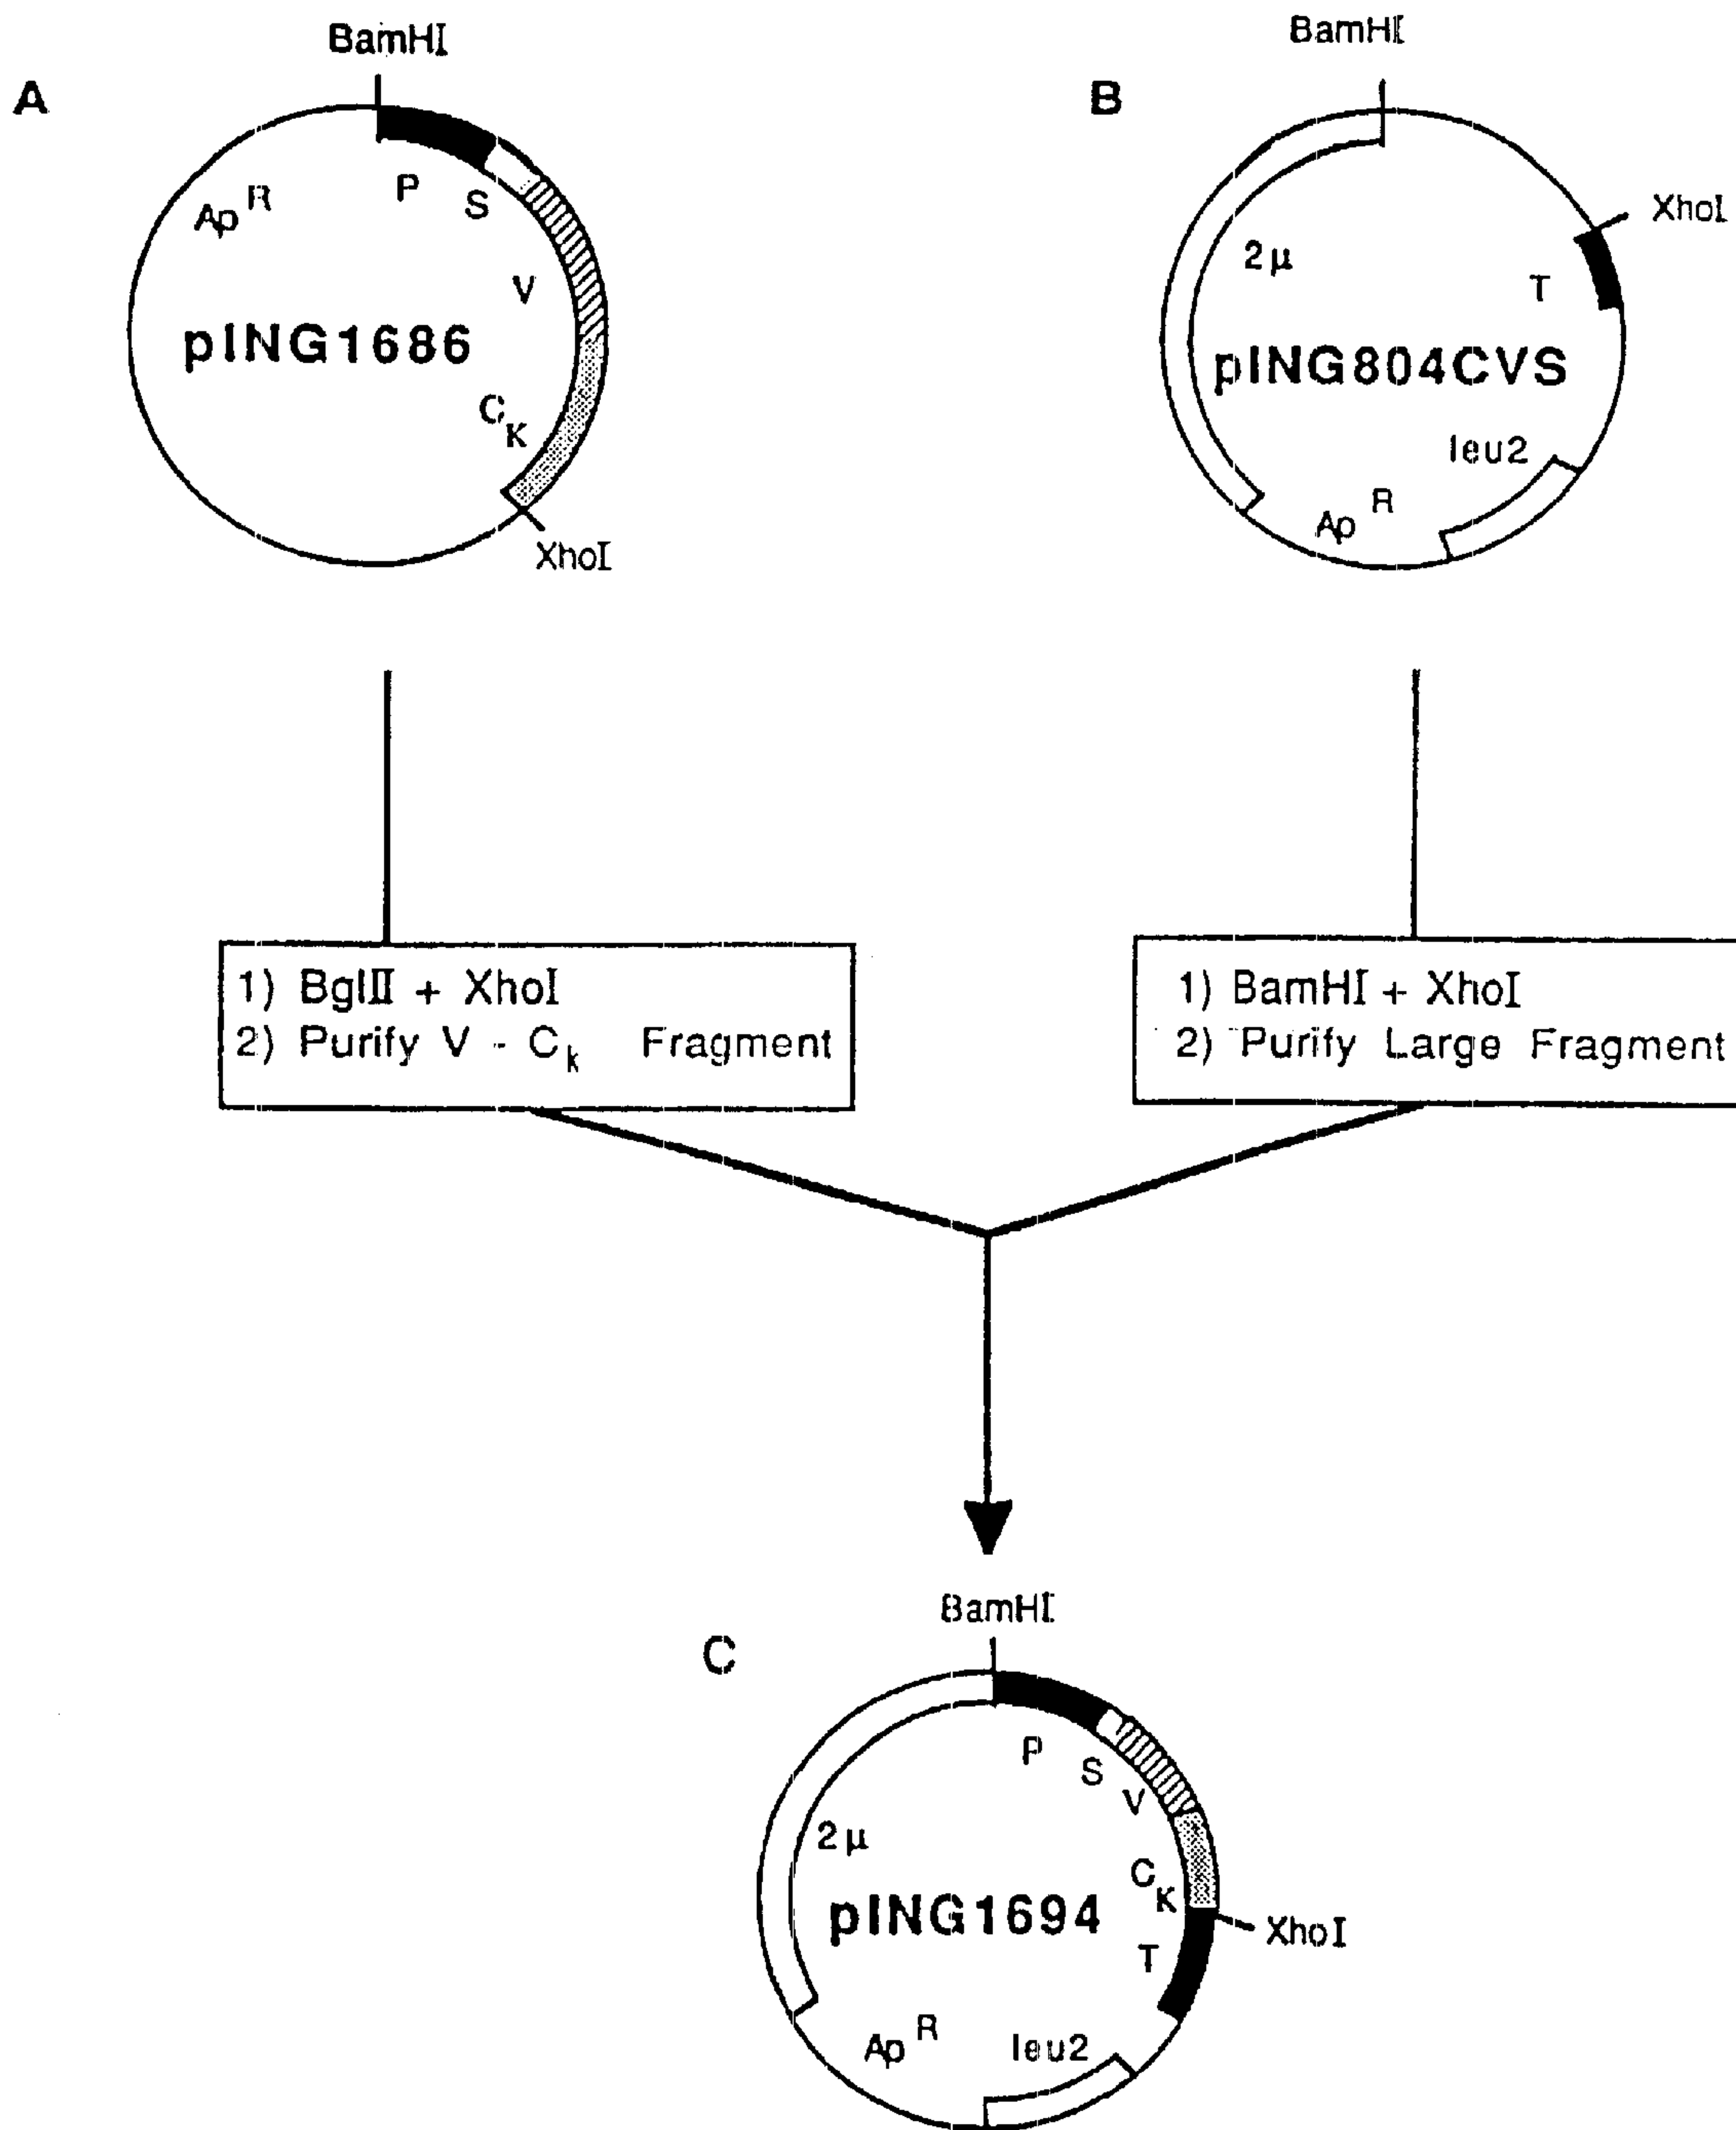 A
BamHI
Ap R
P
S
V
pING1686
C K
XhoI
B
BamHI
XhoI
2μ
T
pING804CVS
leu2
Ap R
1) BglII + XhoI
2) Purify V - Ck Fragment
1) BamHI + XhoI
2) Purify Large Fragment
C
BamHI
P
S
V
2μ
C K
pING1694
XhoI
T
Ap R
leu2